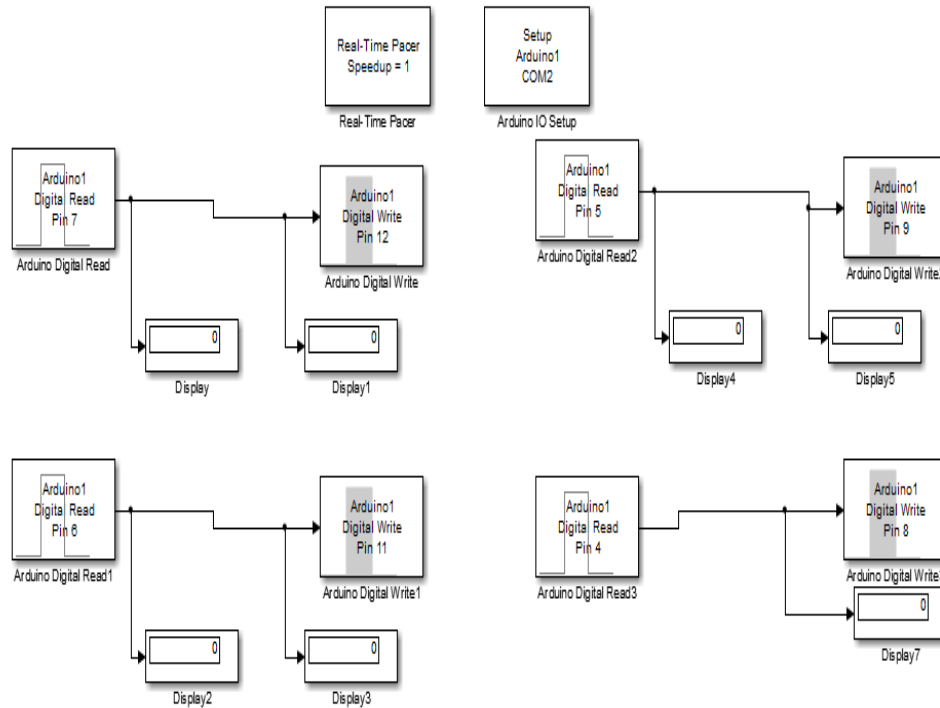 Real-Time Pacer
Speedup = 1
Real-Time Pacer
Setup
Arduino1
COM2
Arduino IO Setup
Arduino1
Digital Read
Pin 7
Arduino Digital Read
Arduino1
Digital Write
Pin 12
Arduino Digital Write
0
Display
0
Display1
Arduino1
Digital Read
Pin 5
Arduino Digital Read2
Arduino1
Digital Write
Pin 9
Arduino Digital
0
Display4
0
Display5
Arduino1
Digital Read
Pin 6
Arduino Digital Read1
Arduino1
Digital Write
Pin 11
Arduino Digital Write1
0
Display2
0
Display3
Arduino1
Digital Read
Pin 4
Arduino Digital Read3
Arduino1
Digital Write
Pin 8
Arduino Digital
0
Display7